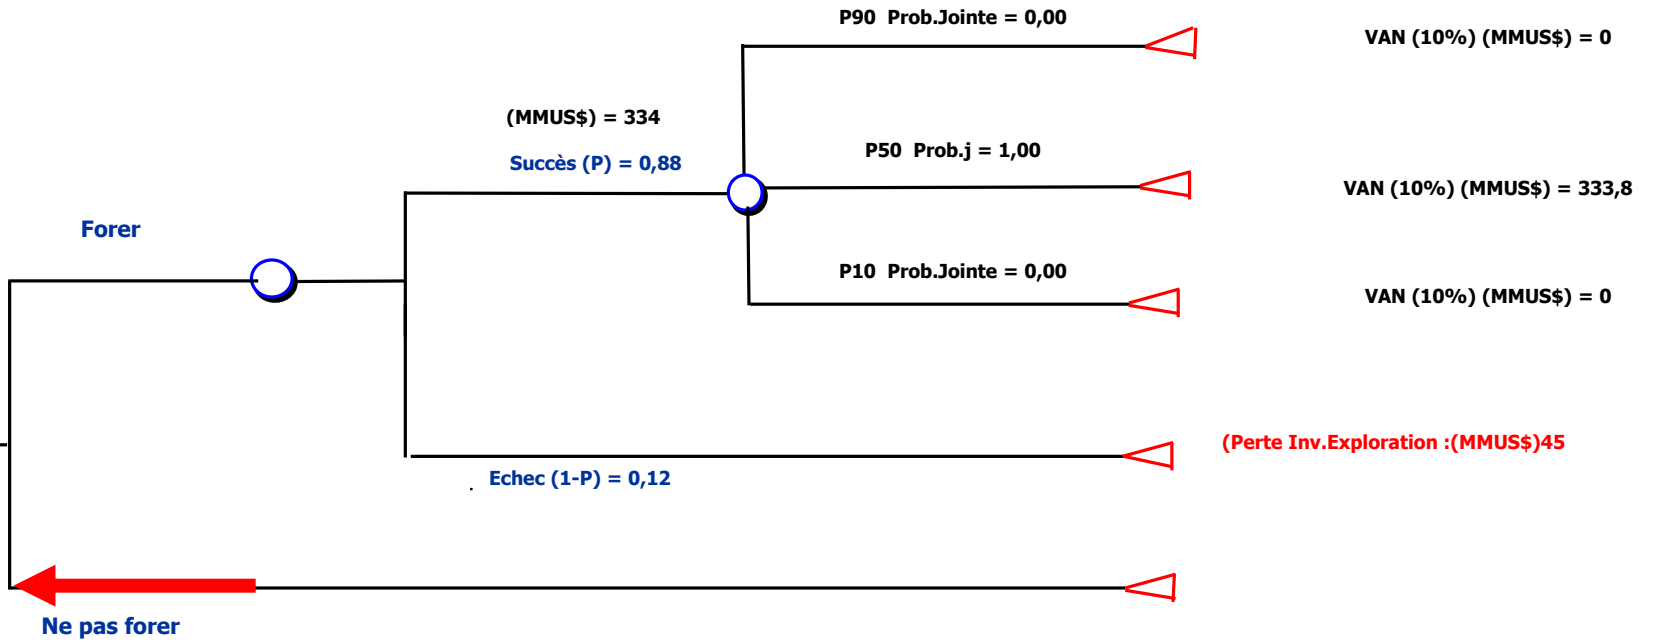 P90 Prob.Jointe = 0,00
VAN (10%) (MMUS$) = 0
(MMUS$) = 334
Succès (P) = 0,88
P50 Prob.j = 1,00
VAN (10%) (MMUS$) = 333,8
Forer
P10 Prob.Jointe = 0,00
VAN (10%) (MMUS$) = 0
(Perte Inv.Exploration :(MMUS$)45
Echec (1-P) = 0,12
.
Ne pas forer